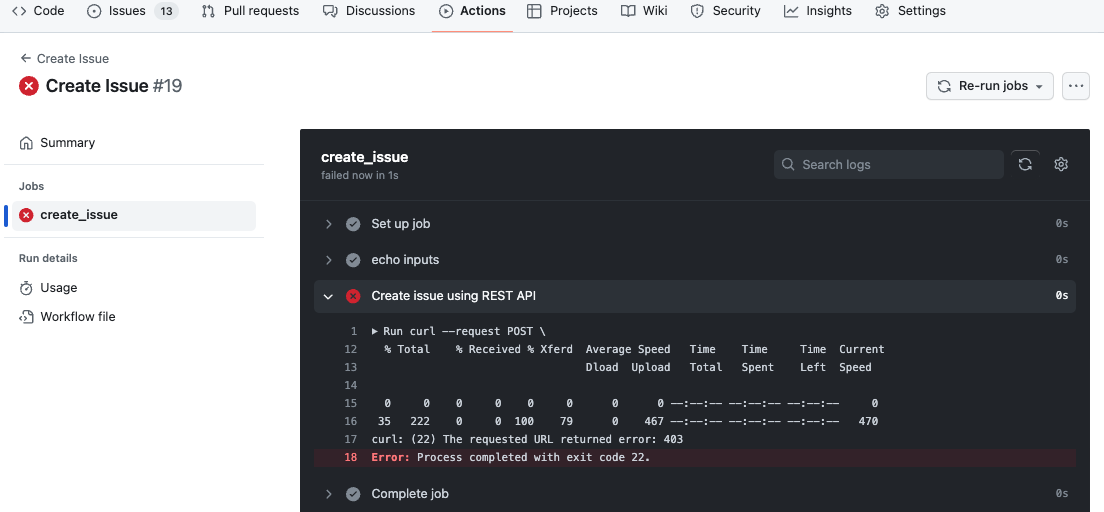 Code Issues 13 Pull requests Discussions Actions Projects Wiki Security Insights Settings
← Create Issue
Create Issue #19
Re-run jobs ...
Summary
Jobs
create_issue
Run details
Usage
Workflow file
create_issue
failed now in 1s
Search logs
Set up job 0s
echo inputs 0s
Create issue using REST API 0s
1 ▶ Run curl --request POST \
12 % Total % Received % Xferd Average Speed Time Time Time Current
13 Dload Upload Total Spent Left Speed
14
15 0 0 0 0 0 0 0 0 --:--:-- --:--:-- --:--:-- 0
16 35 222 0 0 100 79 0 467 --:--:-- --:--:-- --:--:-- 470
17 curl: (22) The requested URL returned error: 403
18 Error: Process completed with exit code 22.
Complete job 0s